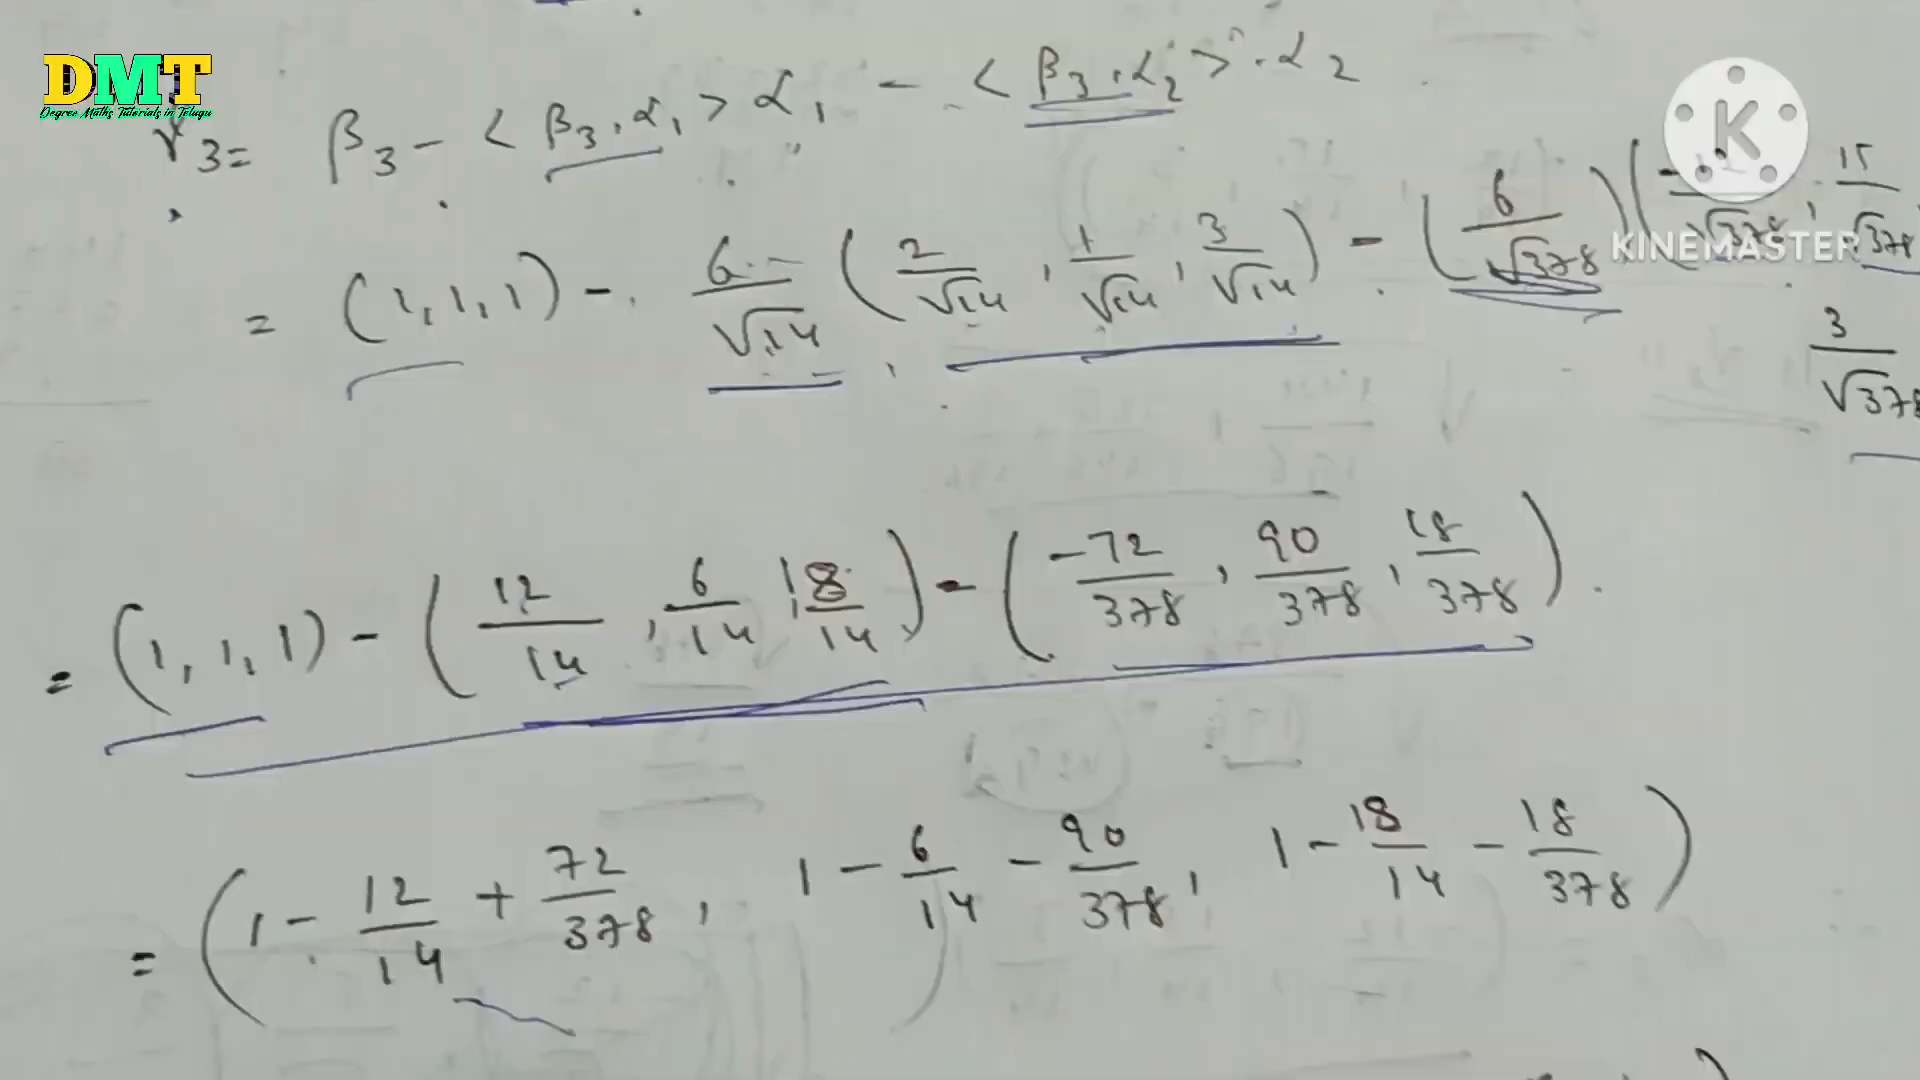 DMT
Degree Maths Tutorials in Telugu
K
KINEMASTER
γ3 = β3 - < β3, α1 > α1 - < β3, α2 > . α2
= (1, 1, 1) - 6/√14 (2/√14, 1/√14, 3/√14) - (6/√378) ( /√378, 15/√378
3/√378
= (1, 1, 1) - (12/14, 6/14, 18/14) - (-72/378, 90/378, 18/378).
= (1 - 12/14 + 72/378, 1 - 6/14 - 90/378, 1 - 18/14 - 18/378)